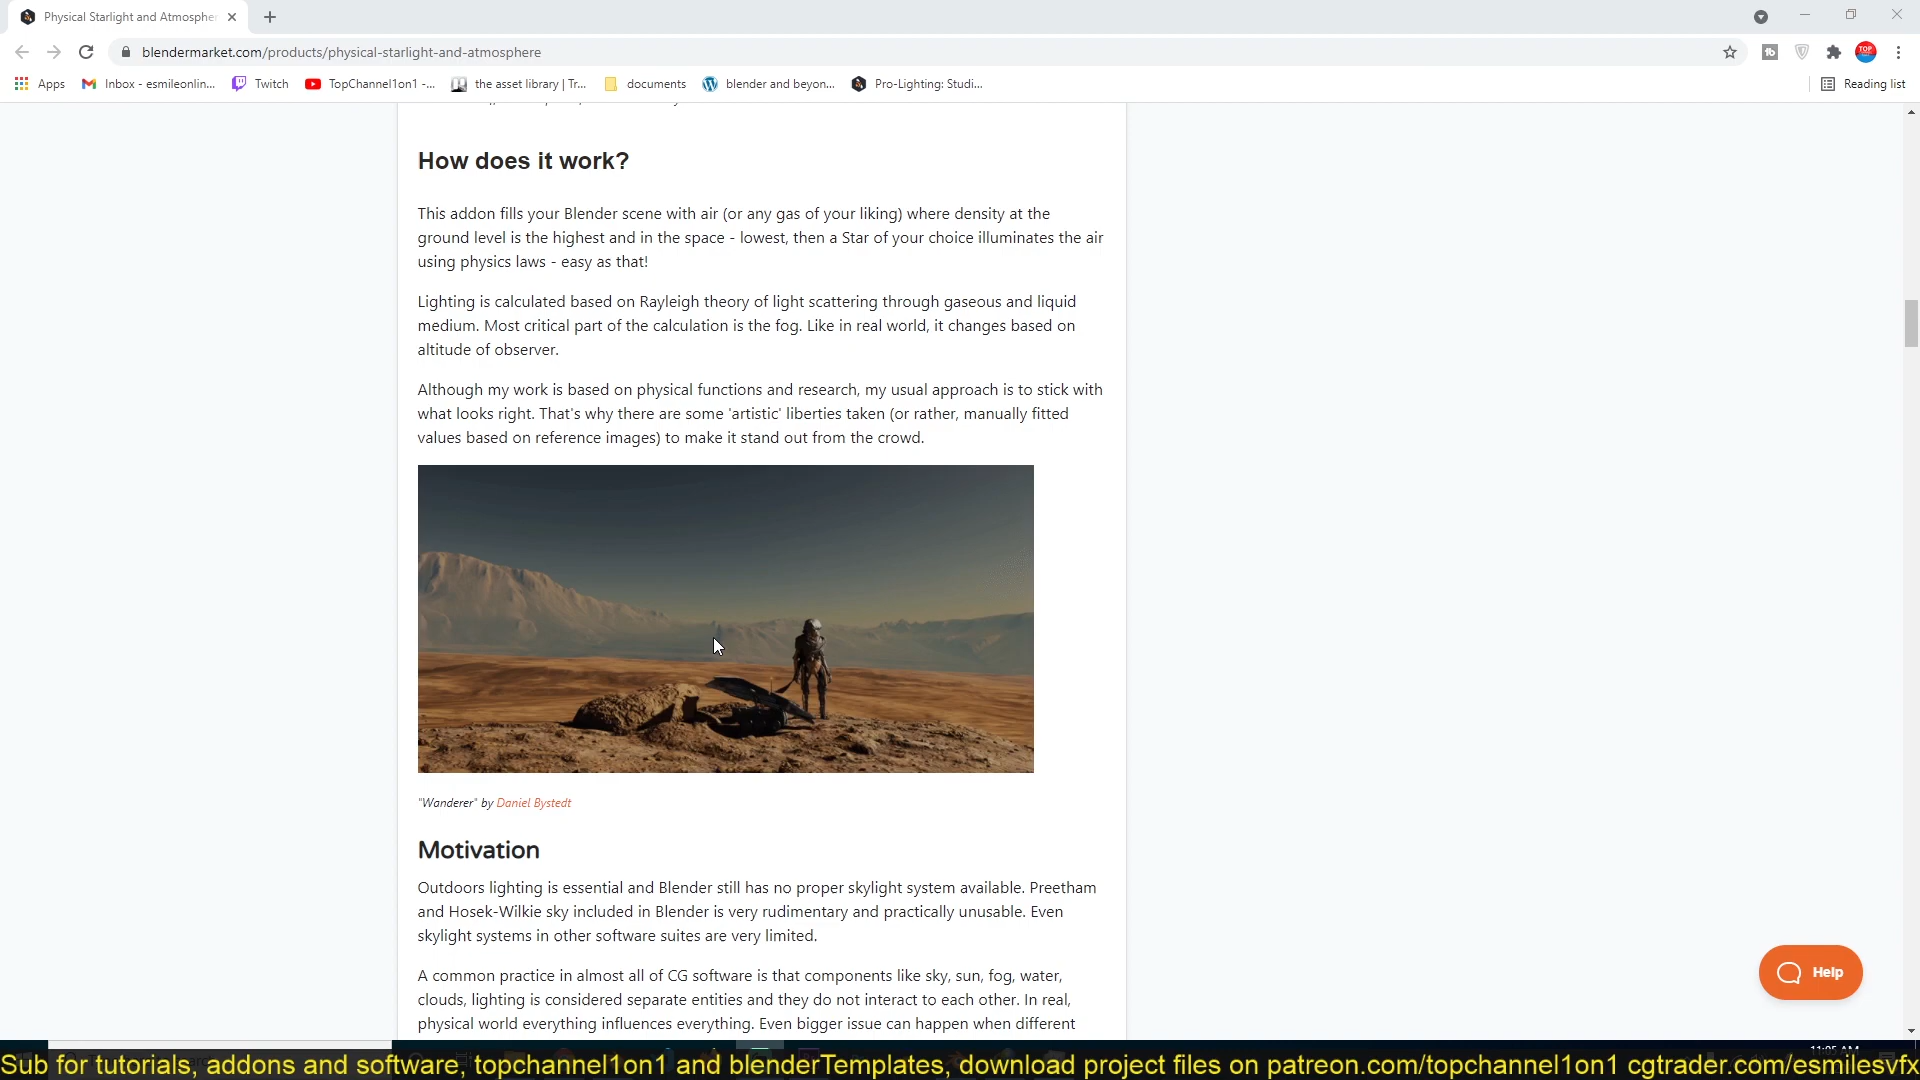 Physical Starlight and Atmospher
blendermarket.com/products/physical-starlight-and-atmosphere
Apps
Inbox - esmileonlin...
Twitch
TopChannel1on1 -...
the asset library | Tr...
documents
blender and beyon...
Pro-Lighting: Studi...
Reading list
TOP
How does it work?
This addon fills your Blender scene with air (or any gas of your liking) where density at the
ground level is the highest and in the space - lowest, then a Star of your choice illuminates the air
using physics laws - easy as that!
Lighting is calculated based on Rayleigh theory of light scattering through gaseous and liquid
medium. Most critical part of the calculation is the fog. Like in real world, it changes based on
altitude of observer.
Although my work is based on physical functions and research, my usual approach is to stick with
what looks right. That's why there are some 'artistic' liberties taken (or rather, manually fitted
values based on reference images) to make it stand out from the crowd.
"Wanderer" by Daniel Bystedt
Motivation
Outdoors lighting is essential and Blender still has no proper skylight system available. Preetham
and Hosek-Wilkie sky included in Blender is very rudimentary and practically unusable. Even
skylight systems in other software suites are very limited.
A common practice in almost all of CG software is that components like sky, sun, fog, water,
clouds, lighting is considered separate entities and they do not interact to each other. In real,
physical world everything influences everything. Even bigger issue can happen when different
Help
11:05 AM
Sub for tutorials, addons and software, topchannel1on1 and blenderTemplates, download project files on patreon.com/topchannel1on1 cgtrader.com/esmilesvfx